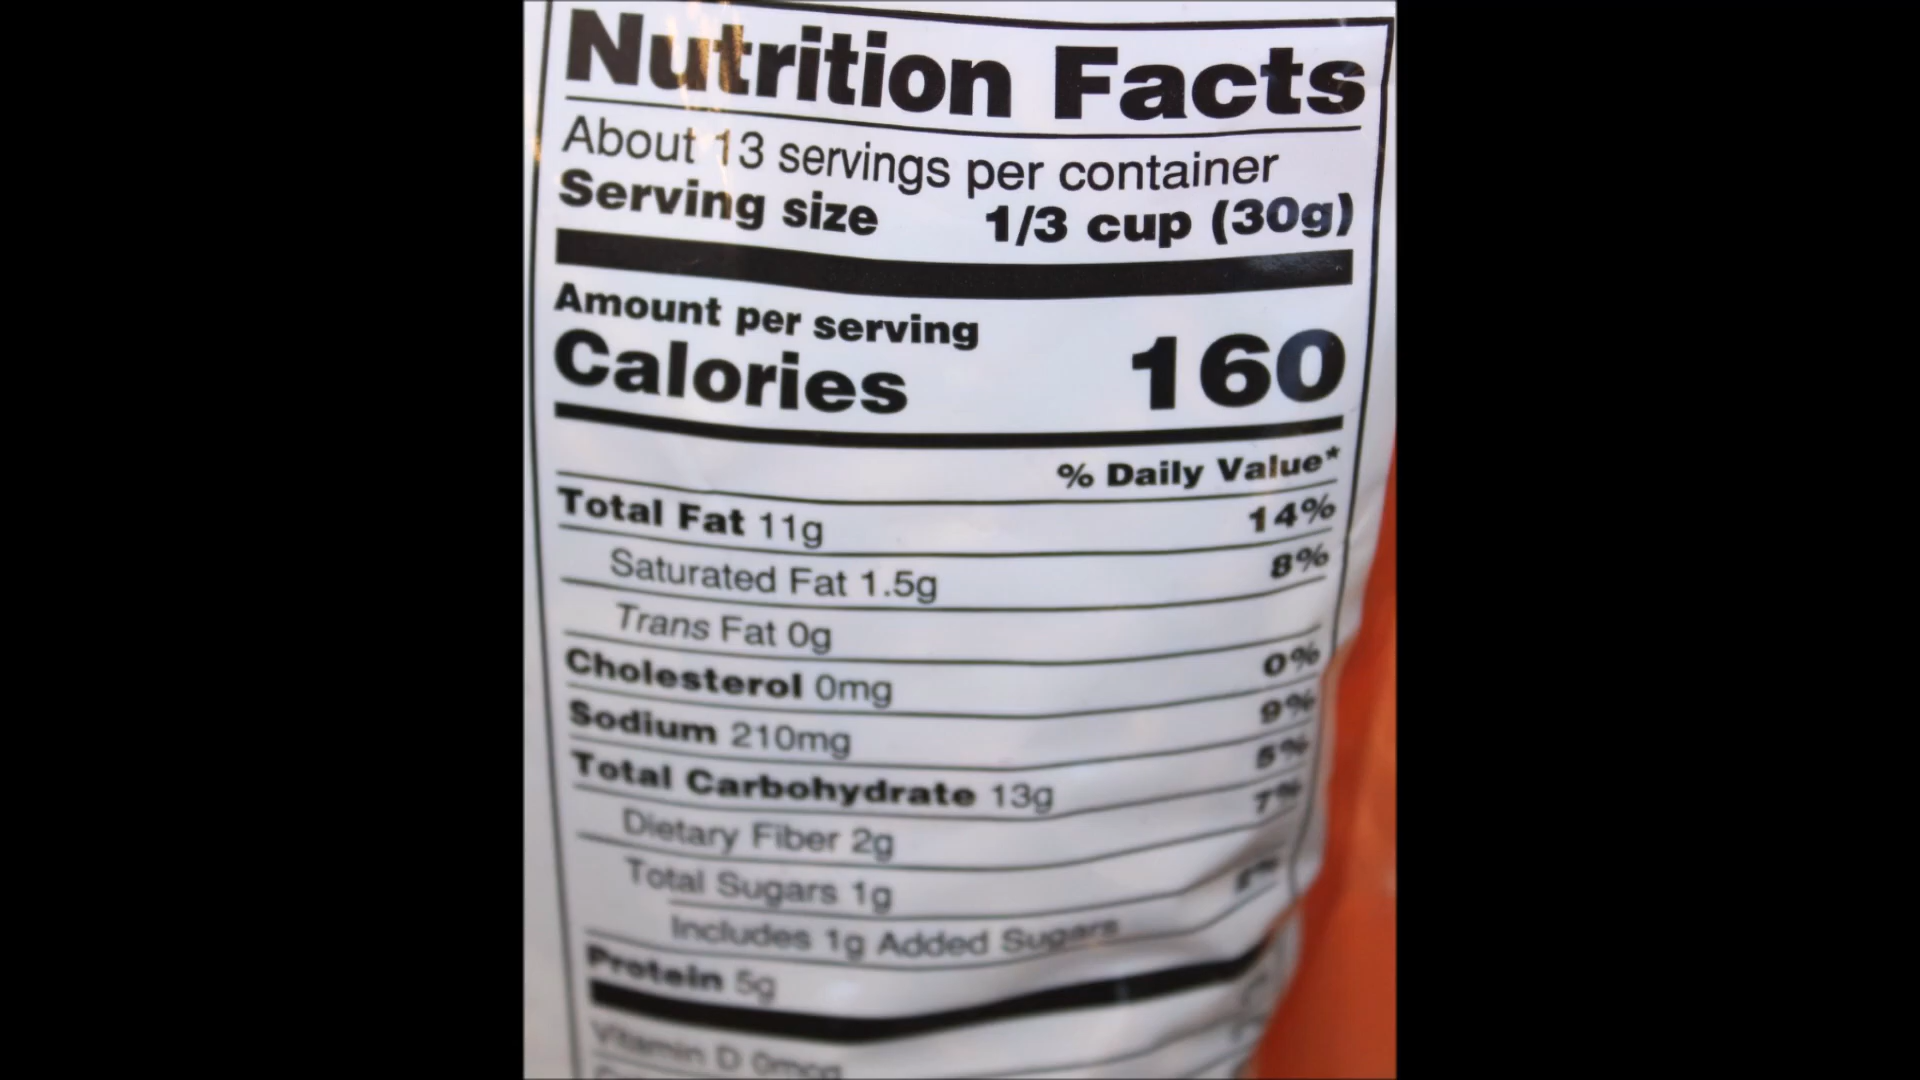 Nutrition Facts
About 13 servings per container
Serving size 1/3 cup (30g)
Amount per serving
Calories 160
% Daily Value*
Total Fat 11g 14%
Saturated Fat 1.5g 8%
Trans Fat 0g
Cholesterol 0mg 0%
Sodium 210mg 9%
Total Carbohydrate 13g 5%
Dietary Fiber 2g 7%
Total Sugars 1g
Includes 1g Added Sugars
Protein 5g
Vitamin D 0mcg